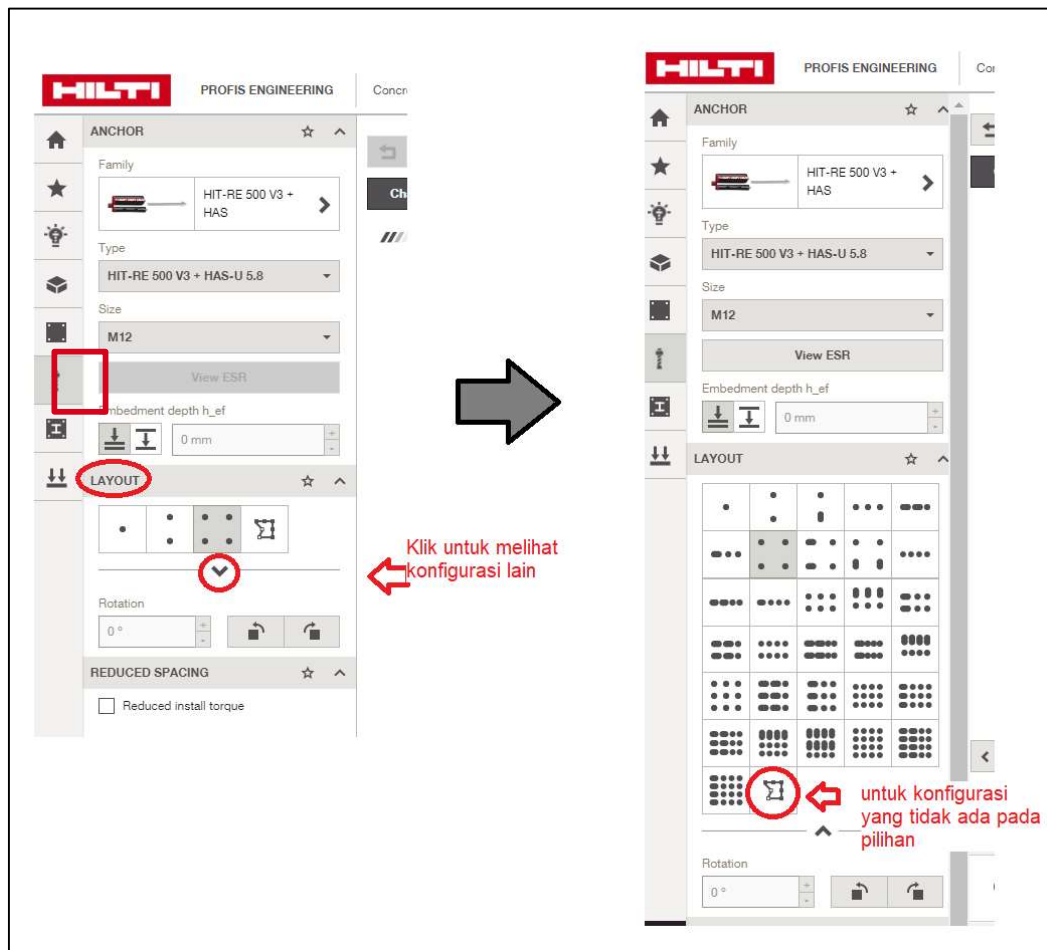 HILTI
PROFIS ENGINEERING
Concr
ANCHOR
Family
HIT-RE 500 V3 +
HAS
Type
HIT-RE 500 V3 + HAS-U 5.8
Size
M12
View ESR
Embedment depth h_ef
0 mm
LAYOUT
Rotation
0 °
REDUCED SPACING
Reduced install torque
Ch
Klik untuk melihat
konfigurasi lain
HILTI
PROFIS ENGINEERING
Cor
ANCHOR
Family
HIT-RE 500 V3 +
HAS
Type
HIT-RE 500 V3 + HAS-U 5.8
Size
M12
View ESR
Embedment depth h_ef
0 mm
LAYOUT
untuk konfigurasi
yang tidak ada pada
pilihan
Rotation
0 °